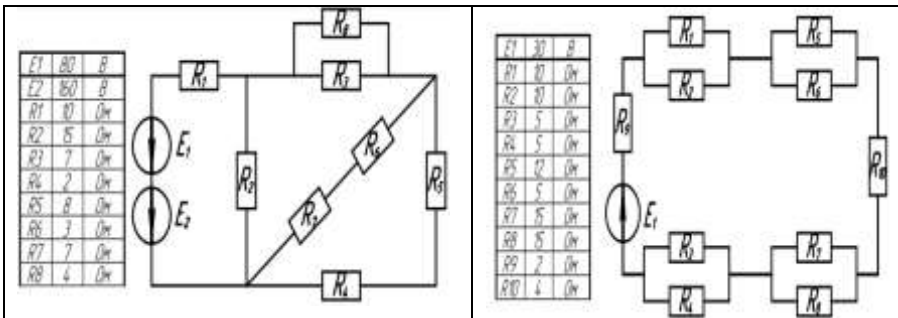 E1 80 В
E2 160 В
R1 10 Ом
R2 15 Ом
R3 7 Ом
R4 2 Ом
R5 8 Ом
R6 3 Ом
R7 7 Ом
R8 4 Ом
R8
R1
R3
E1
E2
R2
R6
R7
R5
R4
E1 30 В
R1 10 Ом
R2 10 Ом
R3 5 Ом
R4 5 Ом
R5 12 Ом
R6 5 Ом
R7 15 Ом
R8 15 Ом
R9 2 Ом
R10 4 Ом
R1
R5
R2
R6
R9
R10
E1
R3
R7
R4
R8